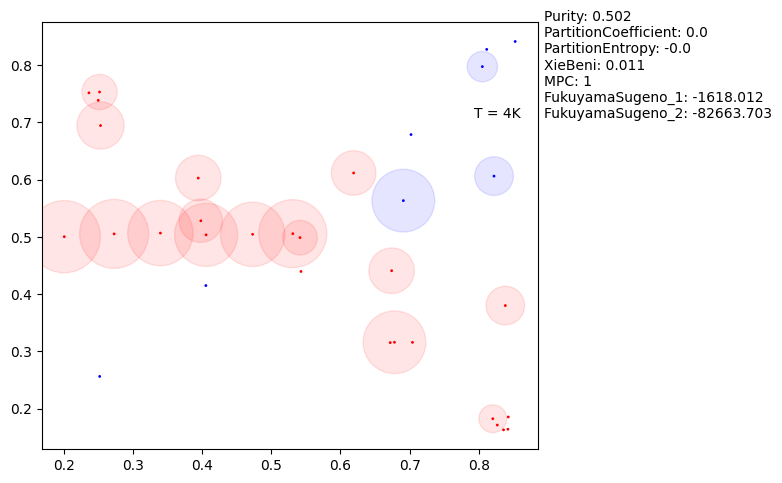 Purity: 0.502
PartitionCoefficient: 0.0
PartitionEntropy: -0.0
XieBeni: 0.011
MPC: 1
FukuyamaSugeno_1: -1618.012
FukuyamaSugeno_2: -82663.703
T = 4K
0.8
0.7
0.6
0.5
0.4
0.3
0.2
0.2 0.3 0.4 0.5 0.6 0.7 0.8